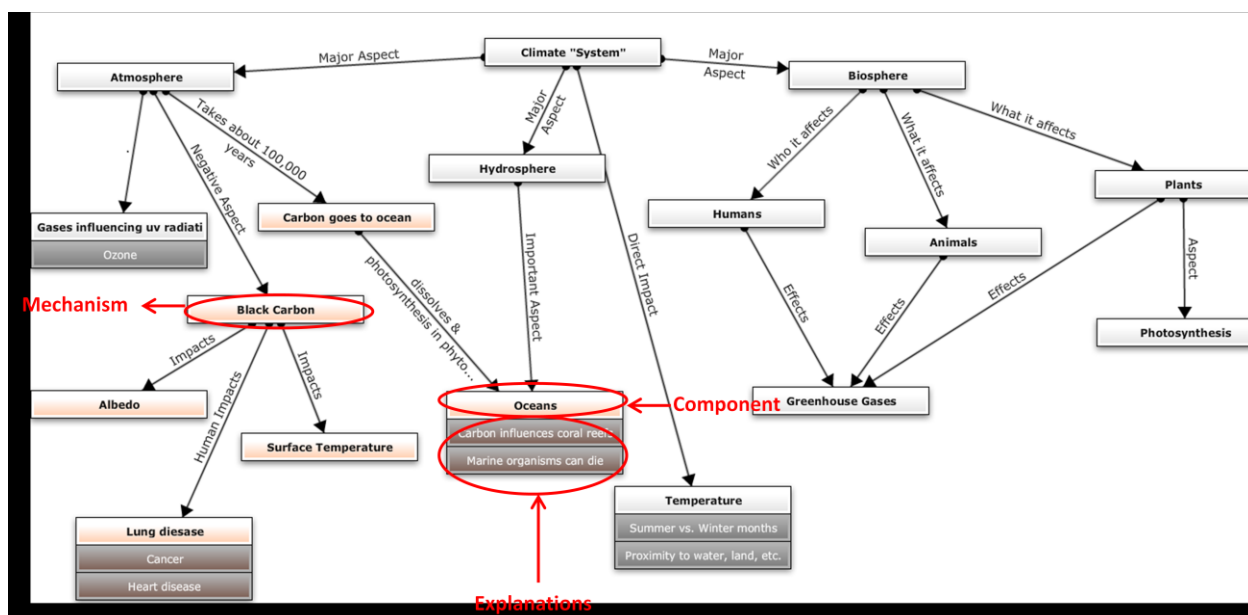 Climate "System"
Major Aspect
Major
Aspect
Atmosphere
Biosphere
Major
Aspect
Takes about 100,000
years
What it affects
Who it affects
What it affects
.
Negative Aspect
Hydrosphere
Plants
Gases influencing uv radiati
Ozone
Carbon goes to ocean
Humans
Animals
Direct Impact
Important Aspect
Aspect
dissolves &
photosynthesis in phyto...
Effects
Effects
Effects
Mechanism
Black Carbon
Photosynthesis
Impacts
Human Impacts
Impacts
Albedo
Oceans
Carbon influences coral reefs
Marine organisms can die
Component
Greenhouse Gases
Surface Temperature
Temperature
Summer vs. Winter months
Proximity to water, land, etc.
Lung diesase
Cancer
Heart disease
Explanations